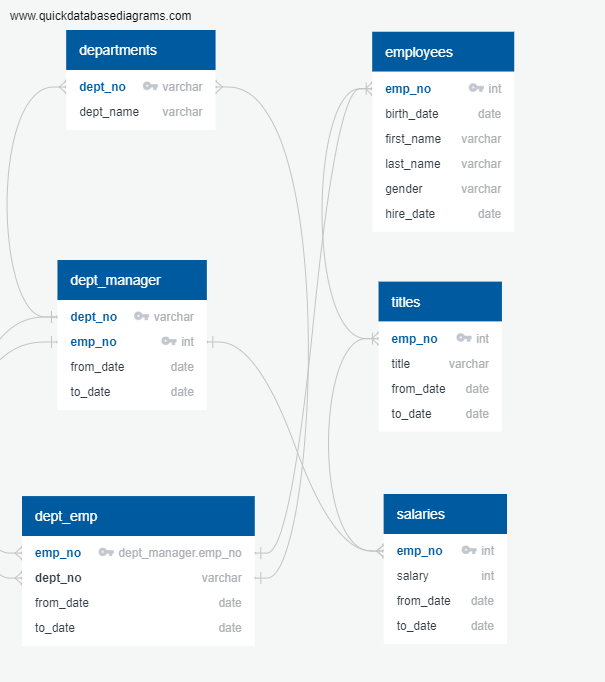 www.quickdatabasediagrams.com
departments
dept_no varchar
dept_name varchar
employees
emp_no int
birth_date date
first_name varchar
last_name varchar
gender varchar
hire_date date
dept_manager
dept_no varchar
emp_no int
from_date date
to_date date
titles
emp_no int
title varchar
from_date date
to_date date
dept_emp
emp_no dept_manager.emp_no
dept_no varchar
from_date date
to_date date
salaries
emp_no int
salary int
from_date date
to_date date